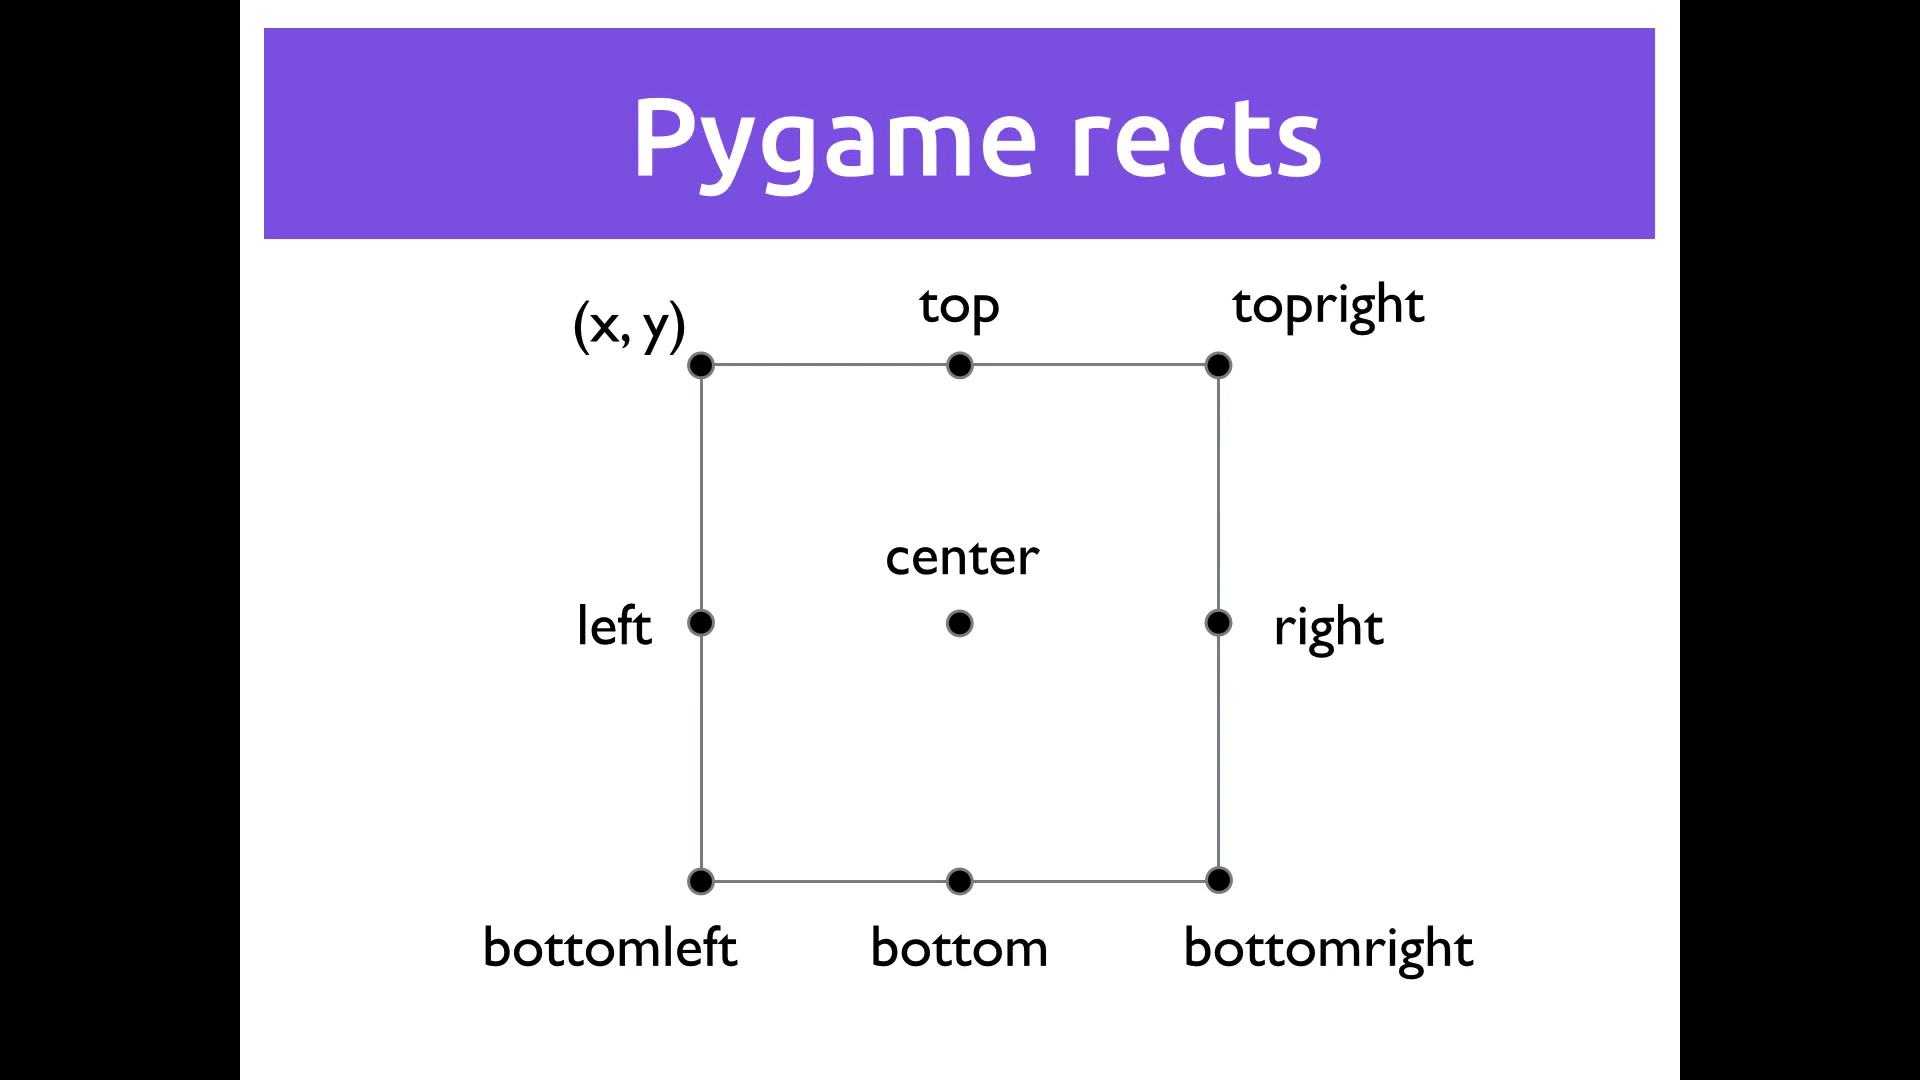 Pygame rects
(x, y)
top
topright
center
left
right
bottomleft
bottom
bottomright